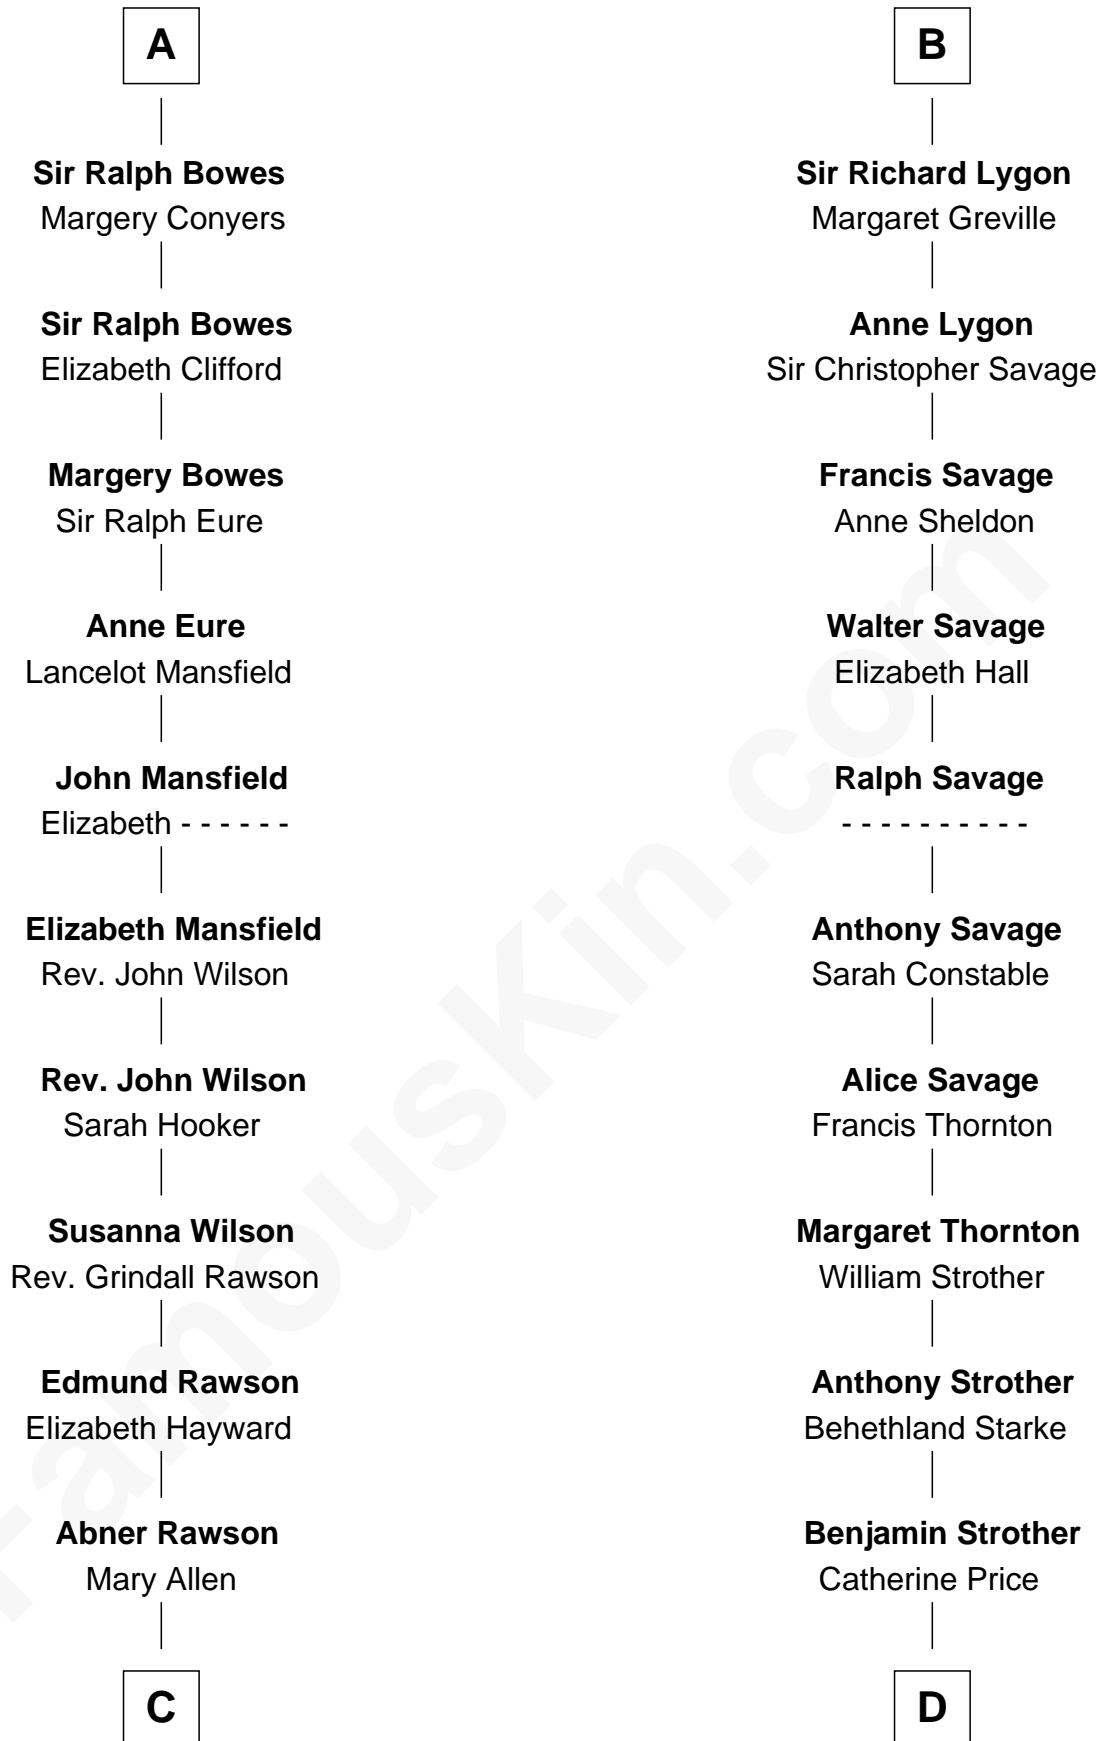 A
Sir Ralph Bowes
Margery Conyers
Sir Ralph Bowes
Elizabeth Clifford
Margery Bowes
Sir Ralph Eure
Anne Eure
Lancelot Mansfield
John Mansfield
Elizabeth - - - - - -
Elizabeth Mansfield
Rev. John Wilson
Rev. John Wilson
Sarah Hooker
Susanna Wilson
Rev. Grindall Rawson
Edmund Rawson
Elizabeth Hayward
Abner Rawson
Mary Allen
C
B
Sir Richard Lygon
Margaret Greville
Anne Lygon
Sir Christopher Savage
Francis Savage
Anne Sheldon
Walter Savage
Elizabeth Hall
Ralph Savage
- - - - - - - - - -
Anthony Savage
Sarah Constable
Alice Savage
Francis Thornton
Margaret Thornton
William Strother
Anthony Strother
Behethland Starke
Benjamin Strother
Catherine Price
D
FamousKin.com